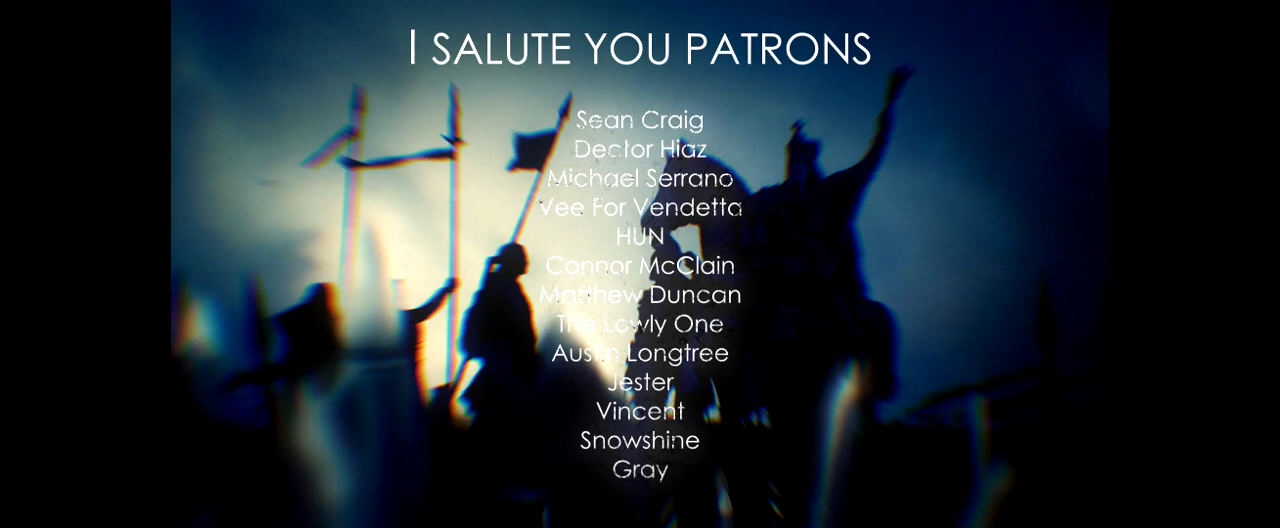 I SALUTE YOU PATRONS
Sean Craig
Dector Hiaz
Michael Serrano
Vee For Vendetta
HUN
Connor McClain
Matthew Duncan
The Lowly One
Austin Longtree
Jester
Vincent
Snowshine
Gray